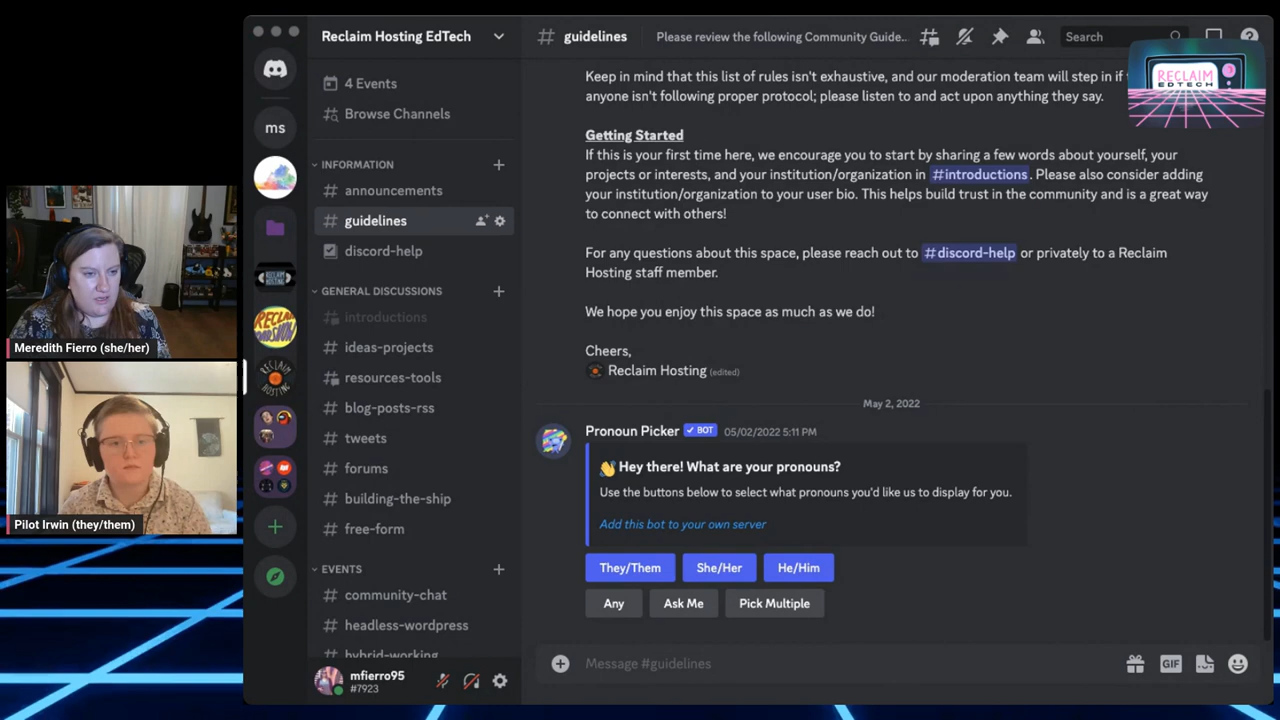 Reclaim Hosting EdTech
guidelines
Please review the following Community Guide...
Search
RECLAIM
EDTECH
4 Events
Browse Channels
INFORMATION
announcements
guidelines
discord-help
GENERAL DISCUSSIONS
introductions
ideas-projects
resources-tools
blog-posts-rss
tweets
forums
building-the-ship
free-form
EVENTS
community-chat
headless-wordpress
hybrid-working
mfierro95
#7923
ms
RECLAIM
HOSTING
RECLAIM
RECLAIM
HOSTING
Meredith Fierro (she/her)
Pilot Irwin (they/them)
Keep in mind that this list of rules isn't exhaustive, and our moderation team will step in if
anyone isn't following proper protocol; please listen to and act upon anything they say.
Getting Started
If this is your first time here, we encourage you to start by sharing a few words about yourself, your
projects or interests, and your institution/organization in #introductions. Please also consider adding
your institution/organization to your user bio. This helps build trust in the community and is a great way
to connect with others!
For any questions about this space, please reach out to #discord-help or privately to a Reclaim
Hosting staff member.
We hope you enjoy this space as much as we do!
Cheers,
Reclaim Hosting (edited)
May 2, 2022
Pronoun Picker BOT 05/02/2022 5:11 PM
👋 Hey there! What are your pronouns?
Use the buttons below to select what pronouns you'd like us to display for you.
Add this bot to your own server
They/Them She/Her He/Him
Any Ask Me Pick Multiple
Message #guidelines
GIF